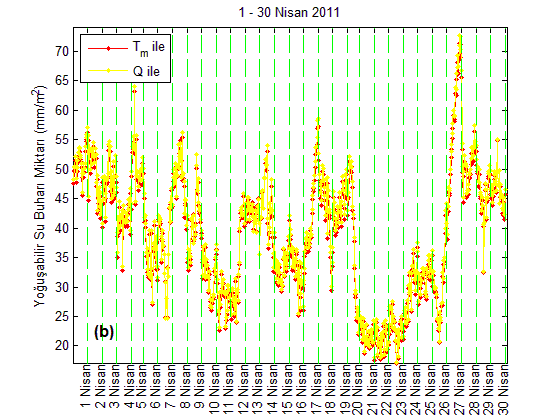 1 - 30 Nisan 2011
Yoğuşabilir Su Buharı Miktarı (mm/m²)
70
65
60
55
50
45
40
35
30
25
20
Tm ile
Q ile
(b)
1 Nisan
2 Nisan
3 Nisan
4 Nisan
5 Nisan
6 Nisan
7 Nisan
8 Nisan
9 Nisan
10 Nisan
11 Nisan
12 Nisan
13 Nisan
14 Nisan
15 Nisan
16 Nisan
17 Nisan
18 Nisan
19 Nisan
20 Nisan
21 Nisan
22 Nisan
23 Nisan
24 Nisan
25 Nisan
26 Nisan
27 Nisan
28 Nisan
29 Nisan
30 Nisan